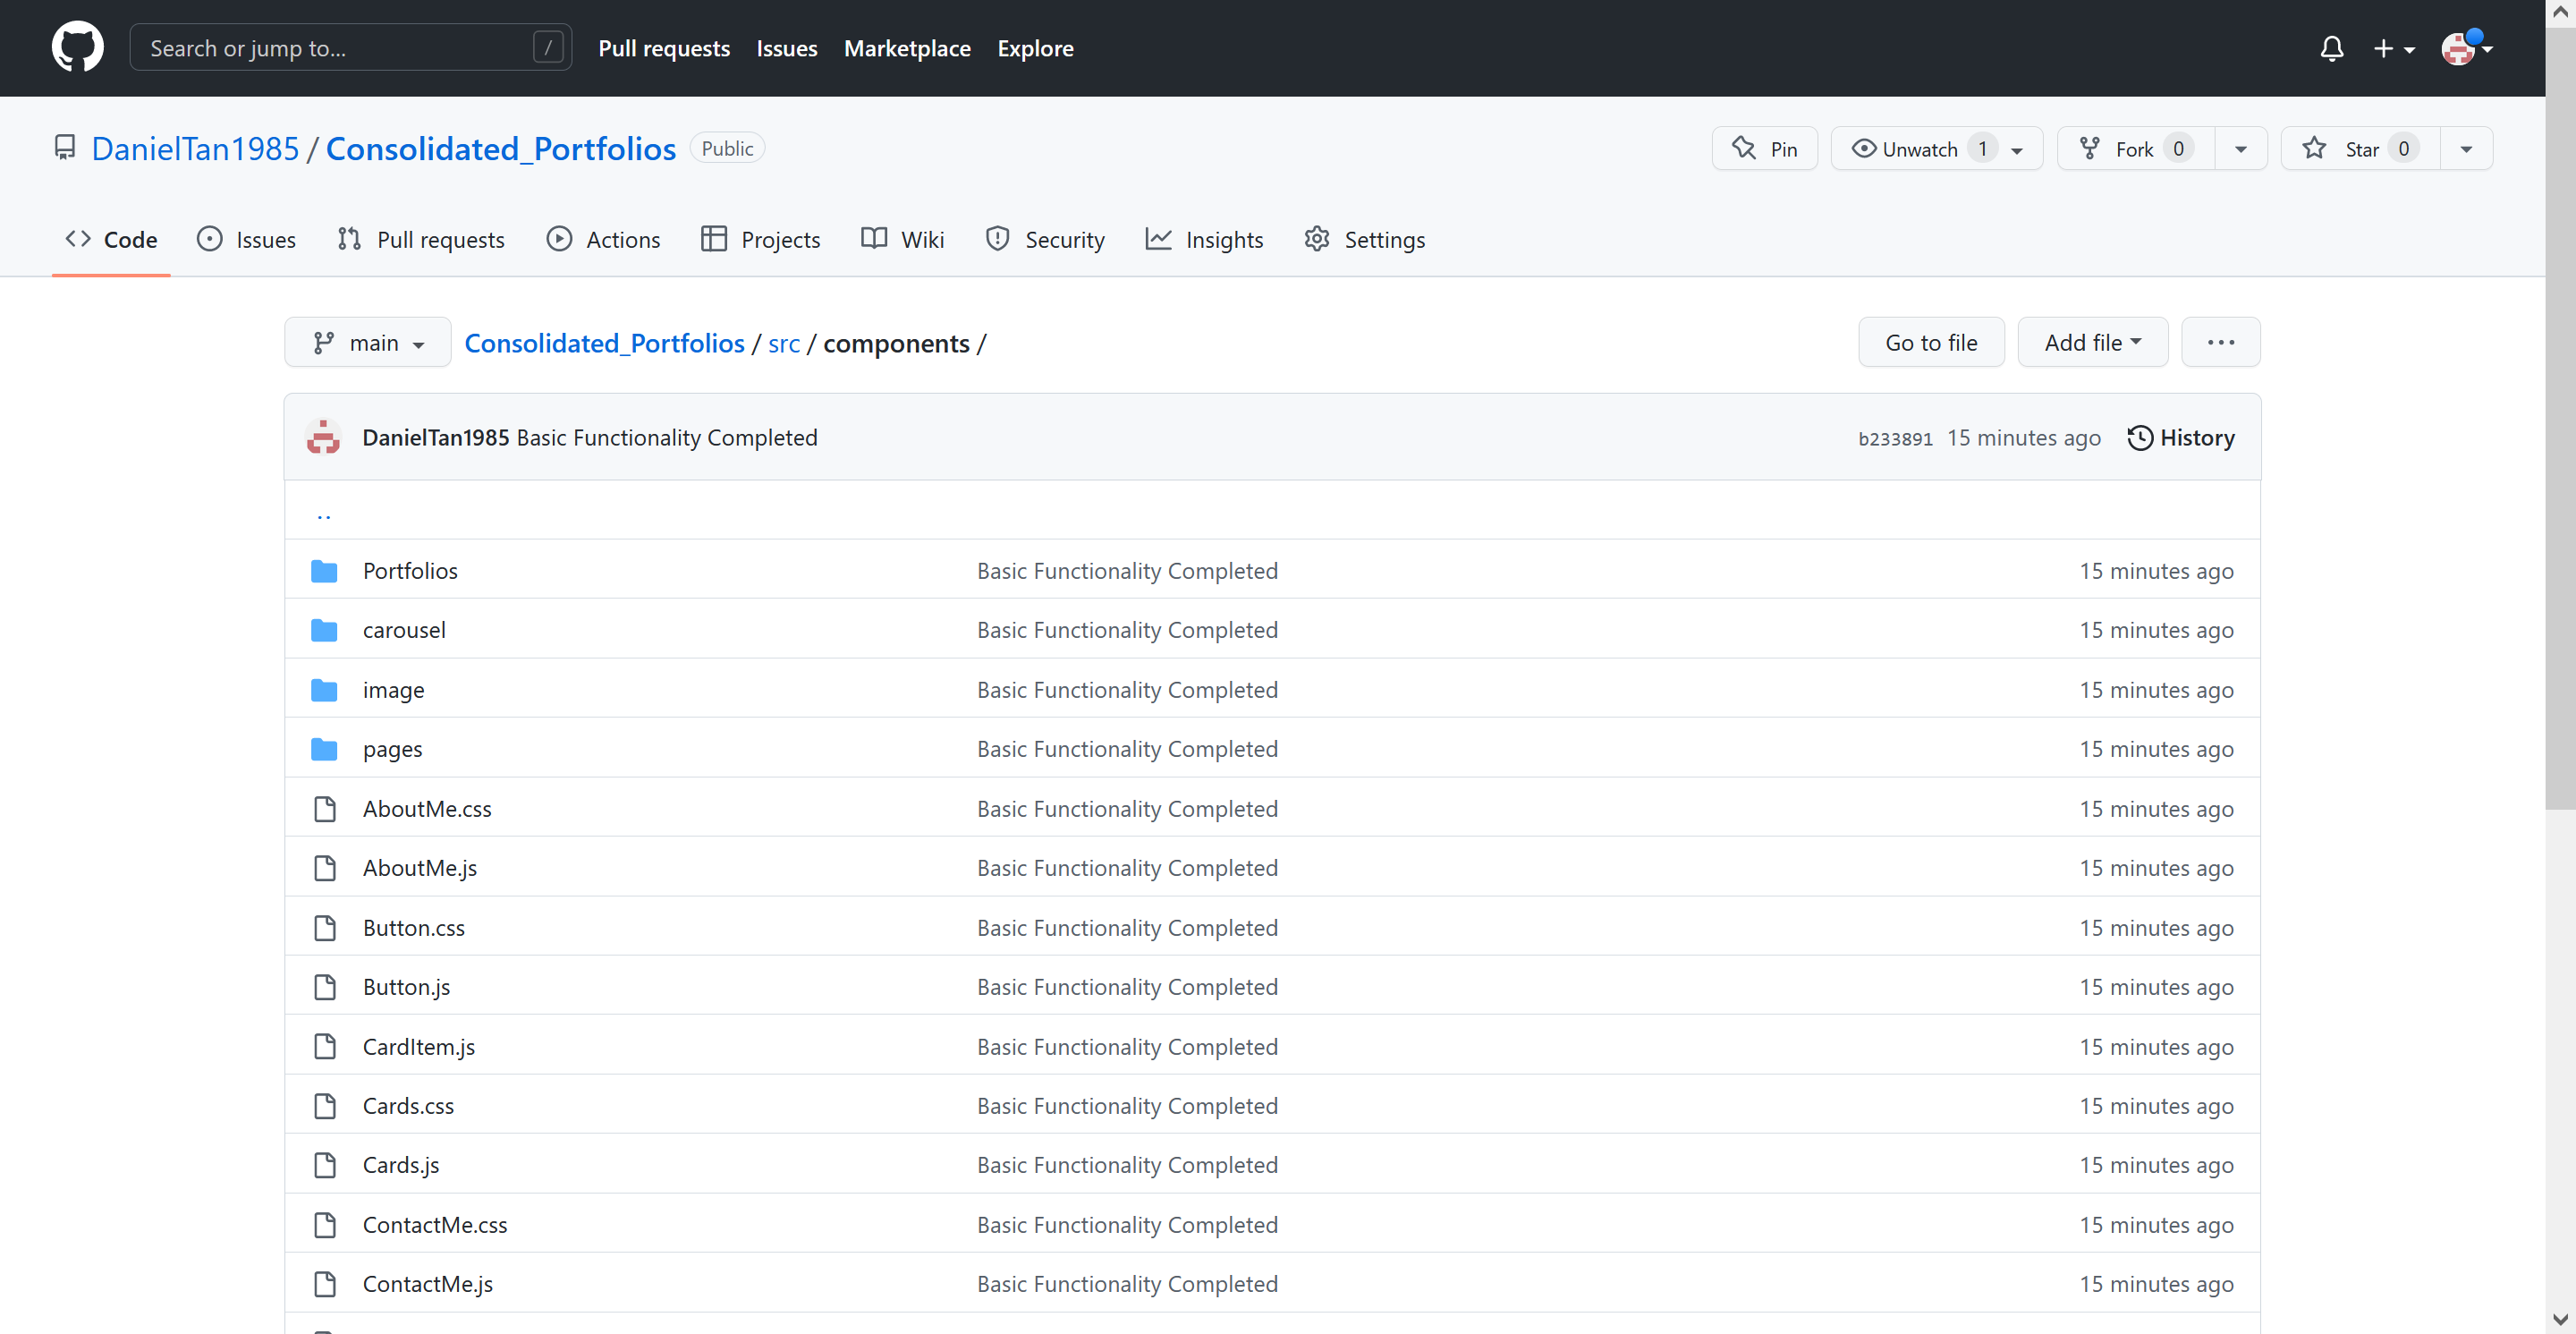 Search or jump to... / Pull requests Issues Marketplace Explore
DanielTan1985 / Consolidated_Portfolios Public Pin Unwatch 1 Fork 0 Star 0
Code Issues Pull requests Actions Projects Wiki Security Insights Settings
main Consolidated_Portfolios / src / components / Go to file Add file ...
DanielTan1985 Basic Functionality Completed b233891 15 minutes ago History
..
Portfolios Basic Functionality Completed 15 minutes ago
carousel Basic Functionality Completed 15 minutes ago
image Basic Functionality Completed 15 minutes ago
pages Basic Functionality Completed 15 minutes ago
AboutMe.css Basic Functionality Completed 15 minutes ago
AboutMe.js Basic Functionality Completed 15 minutes ago
Button.css Basic Functionality Completed 15 minutes ago
Button.js Basic Functionality Completed 15 minutes ago
CardItem.js Basic Functionality Completed 15 minutes ago
Cards.css Basic Functionality Completed 15 minutes ago
Cards.js Basic Functionality Completed 15 minutes ago
ContactMe.css Basic Functionality Completed 15 minutes ago
ContactMe.js Basic Functionality Completed 15 minutes ago